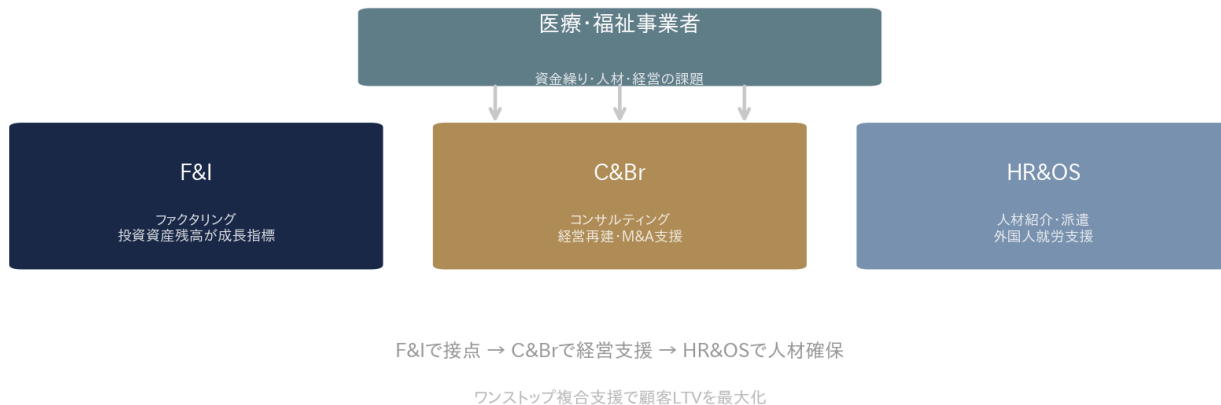 医療・福祉事業者
資金繰り・人材・経営の課題
F&I
ファクタリング
投資資産残高が成長指標
C&Br
コンサルティング
経営再建・M&A支援
HR&OS
人材紹介・派遣
外国人就労支援
F&Iで接点 → C&Brで経営支援 → HR&OSで人材確保
ワンストップ複合支援で顧客LTVを最大化